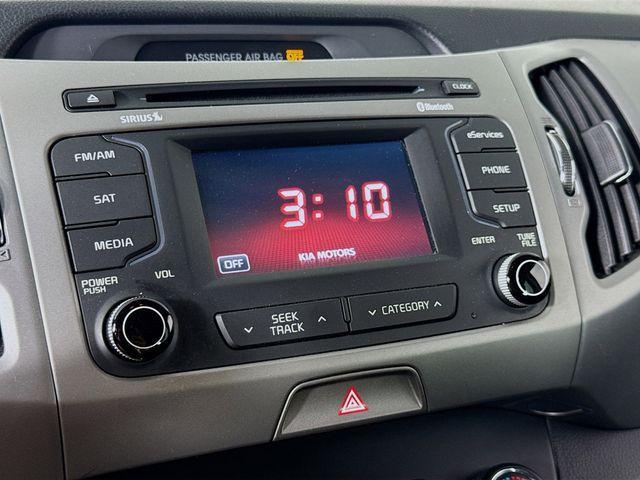 PASSENGER AIR BAG OFF
CLOCK
SIRIUS
Bluetooth
FM/AM
eServices
SAT
PHONE
3:10
MEDIA
SETUP
KIA MOTORS
OFF
ENTER
TUNE
FILE
POWER
PUSH
VOL
SEEK
TRACK
CATEGORY